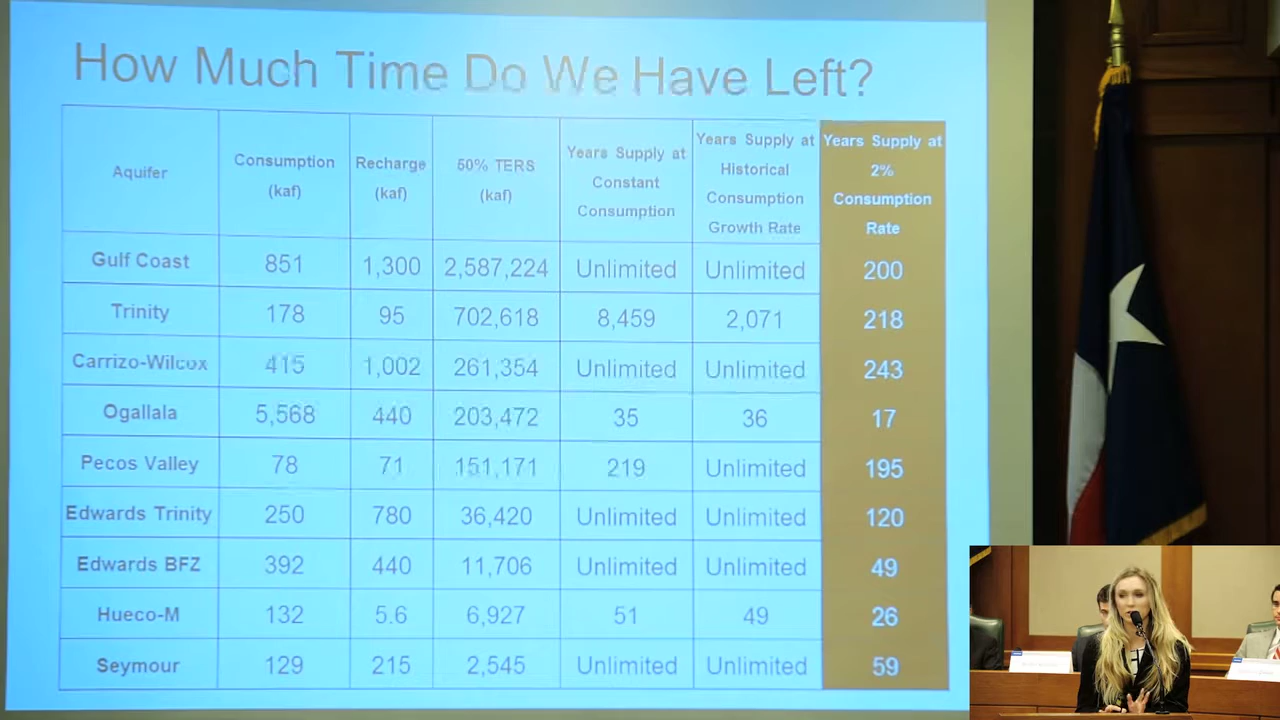 How Much Time Do We Have Left?
Aquifer Consumption (kaf) Recharge (kaf) 50% TERS (kaf) Years Supply at Constant Consumption Years Supply at Historical Consumption Growth Rate Years Supply at 2% Consumption Rate
Gulf Coast 851 1,300 2,587,224 Unlimited Unlimited 200
Trinity 178 95 702,618 8,459 2,071 218
Carrizo-Wilcox 415 1,002 261,354 Unlimited Unlimited 243
Ogallala 5,568 440 203,472 35 36 17
Pecos Valley 78 71 151,171 219 Unlimited 195
Edwards Trinity 250 780 36,420 Unlimited Unlimited 120
Edwards BFZ 392 440 11,706 Unlimited Unlimited 49
Hueco-M 132 5.6 6,927 51 49 26
Seymour 129 215 2,545 Unlimited Unlimited 59